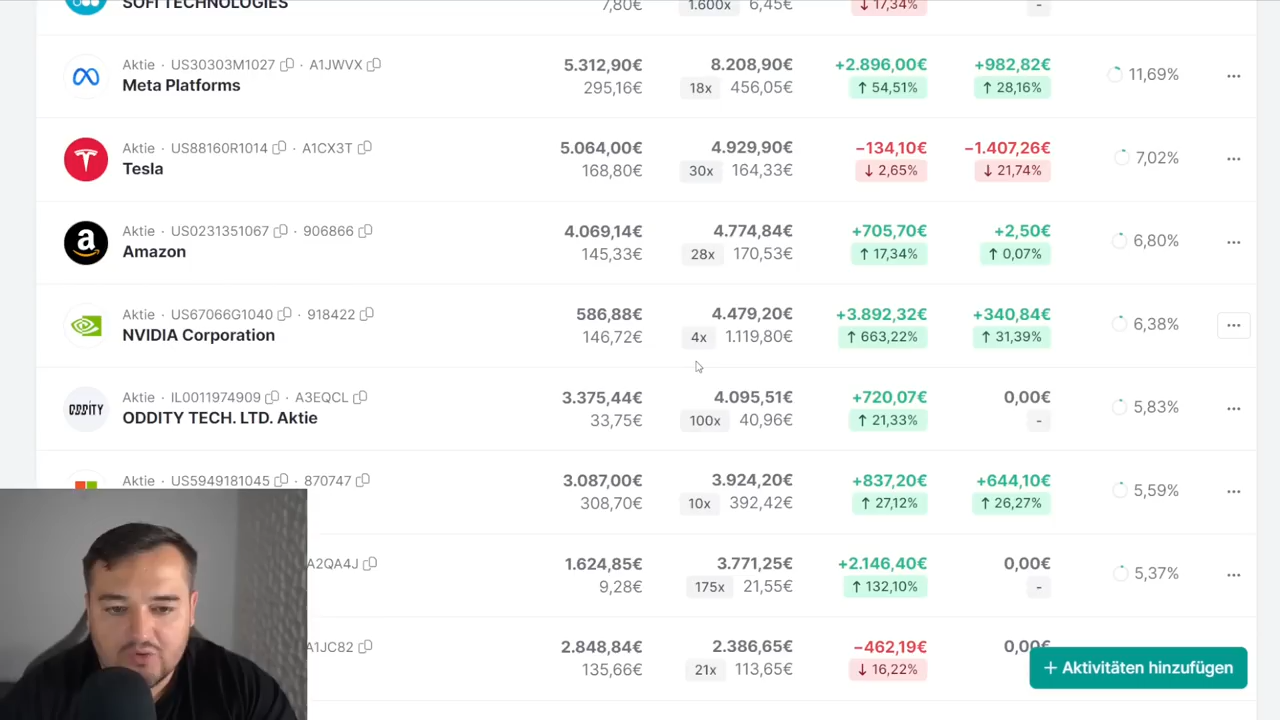 SOFI TECHNOLOGIES
7,80€ 1.600x 6,45€ ↓ 17,34% -
Aktie · US30303M1027 · A1JWVX 5.312,90€ 8.208,90€ +2.896,00€ +982,82€ 11,69% ...
Meta Platforms 295,16€ 18x 456,05€ ↑ 54,51% ↑ 28,16%
Aktie · US88160R1014 · A1CX3T 5.064,00€ 4.929,90€ −134,10€ −1.407,26€ 7,02% ...
Tesla 168,80€ 30x 164,33€ ↓ 2,65% ↓ 21,74%
Aktie · US0231351067 · 906866 4.069,14€ 4.774,84€ +705,70€ +2,50€ 6,80% ...
a
Amazon 145,33€ 28x 170,53€ ↑ 17,34% ↑ 0,07%
Aktie · US67066G1040 · 918422 586,88€ 4.479,20€ +3.892,32€ +340,84€ 6,38% ...
NVIDIA Corporation 146,72€ 4x 1.119,80€ ↑ 663,22% ↑ 31,39%
Aktie · IL0011974909 · A3EQCL 3.375,44€ 4.095,51€ +720,07€ 0,00€ 5,83% ...
ODDITY
ODDITY TECH. LTD. Aktie 33,75€ 100x 40,96€ ↑ 21,33% -
Aktie · US5949181045 · 870747 3.087,00€ 3.924,20€ +837,20€ +644,10€ 5,59% ...
308,70€ 10x 392,42€ ↑ 27,12% ↑ 26,27%
A2QA4J 1.624,85€ 3.771,25€ +2.146,40€ 0,00€ 5,37% ...
9,28€ 175x 21,55€ ↑ 132,10% -
A1JC82 2.848,84€ 2.386,65€ −462,19€ 0,00€
135,66€ 21x 113,65€ ↓ 16,22%
+ Aktivitäten hinzufügen